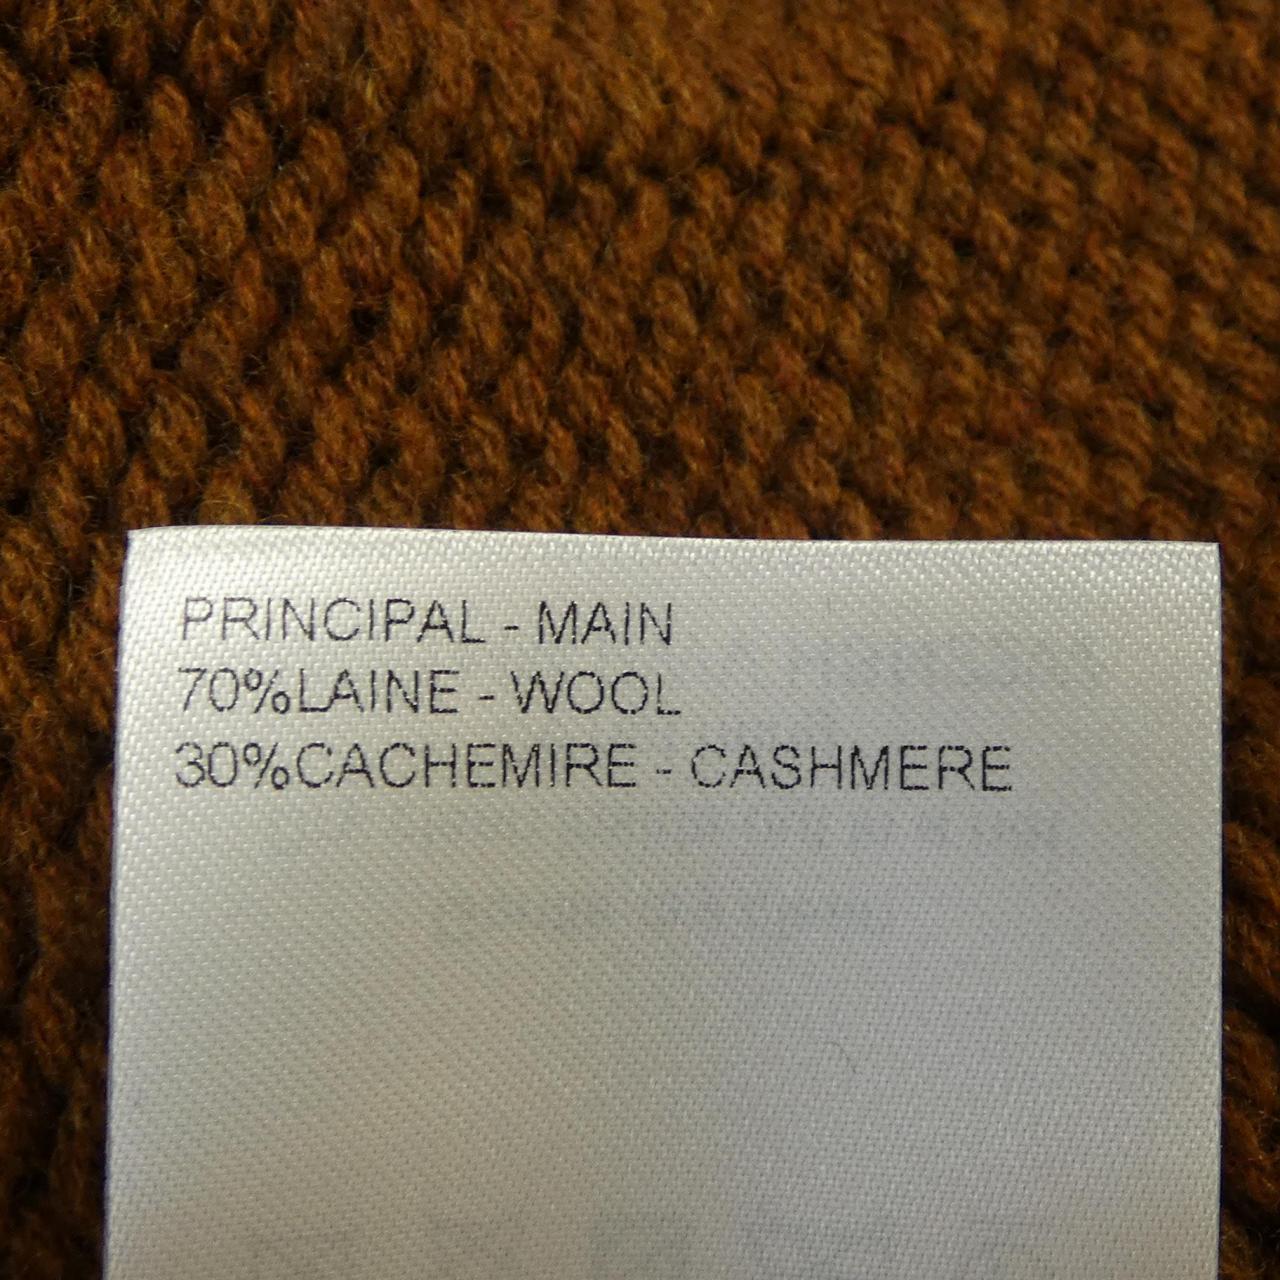 PRINCIPAL - MAIN
70%LAINE - WOOL
30%CACHEMIRE - CASHMERE